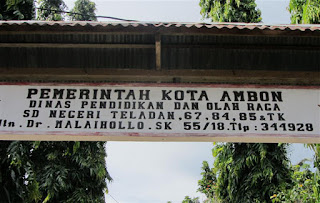 PEMERINTAH KOTA AMBON
DINAS PENDIDIKAN DAN OLAH RAGA
SD NEGERI TELADAN,67,84,85&TK
Jln. Dr. MALAIHOLLO.SK 55/18.Tlp:344928